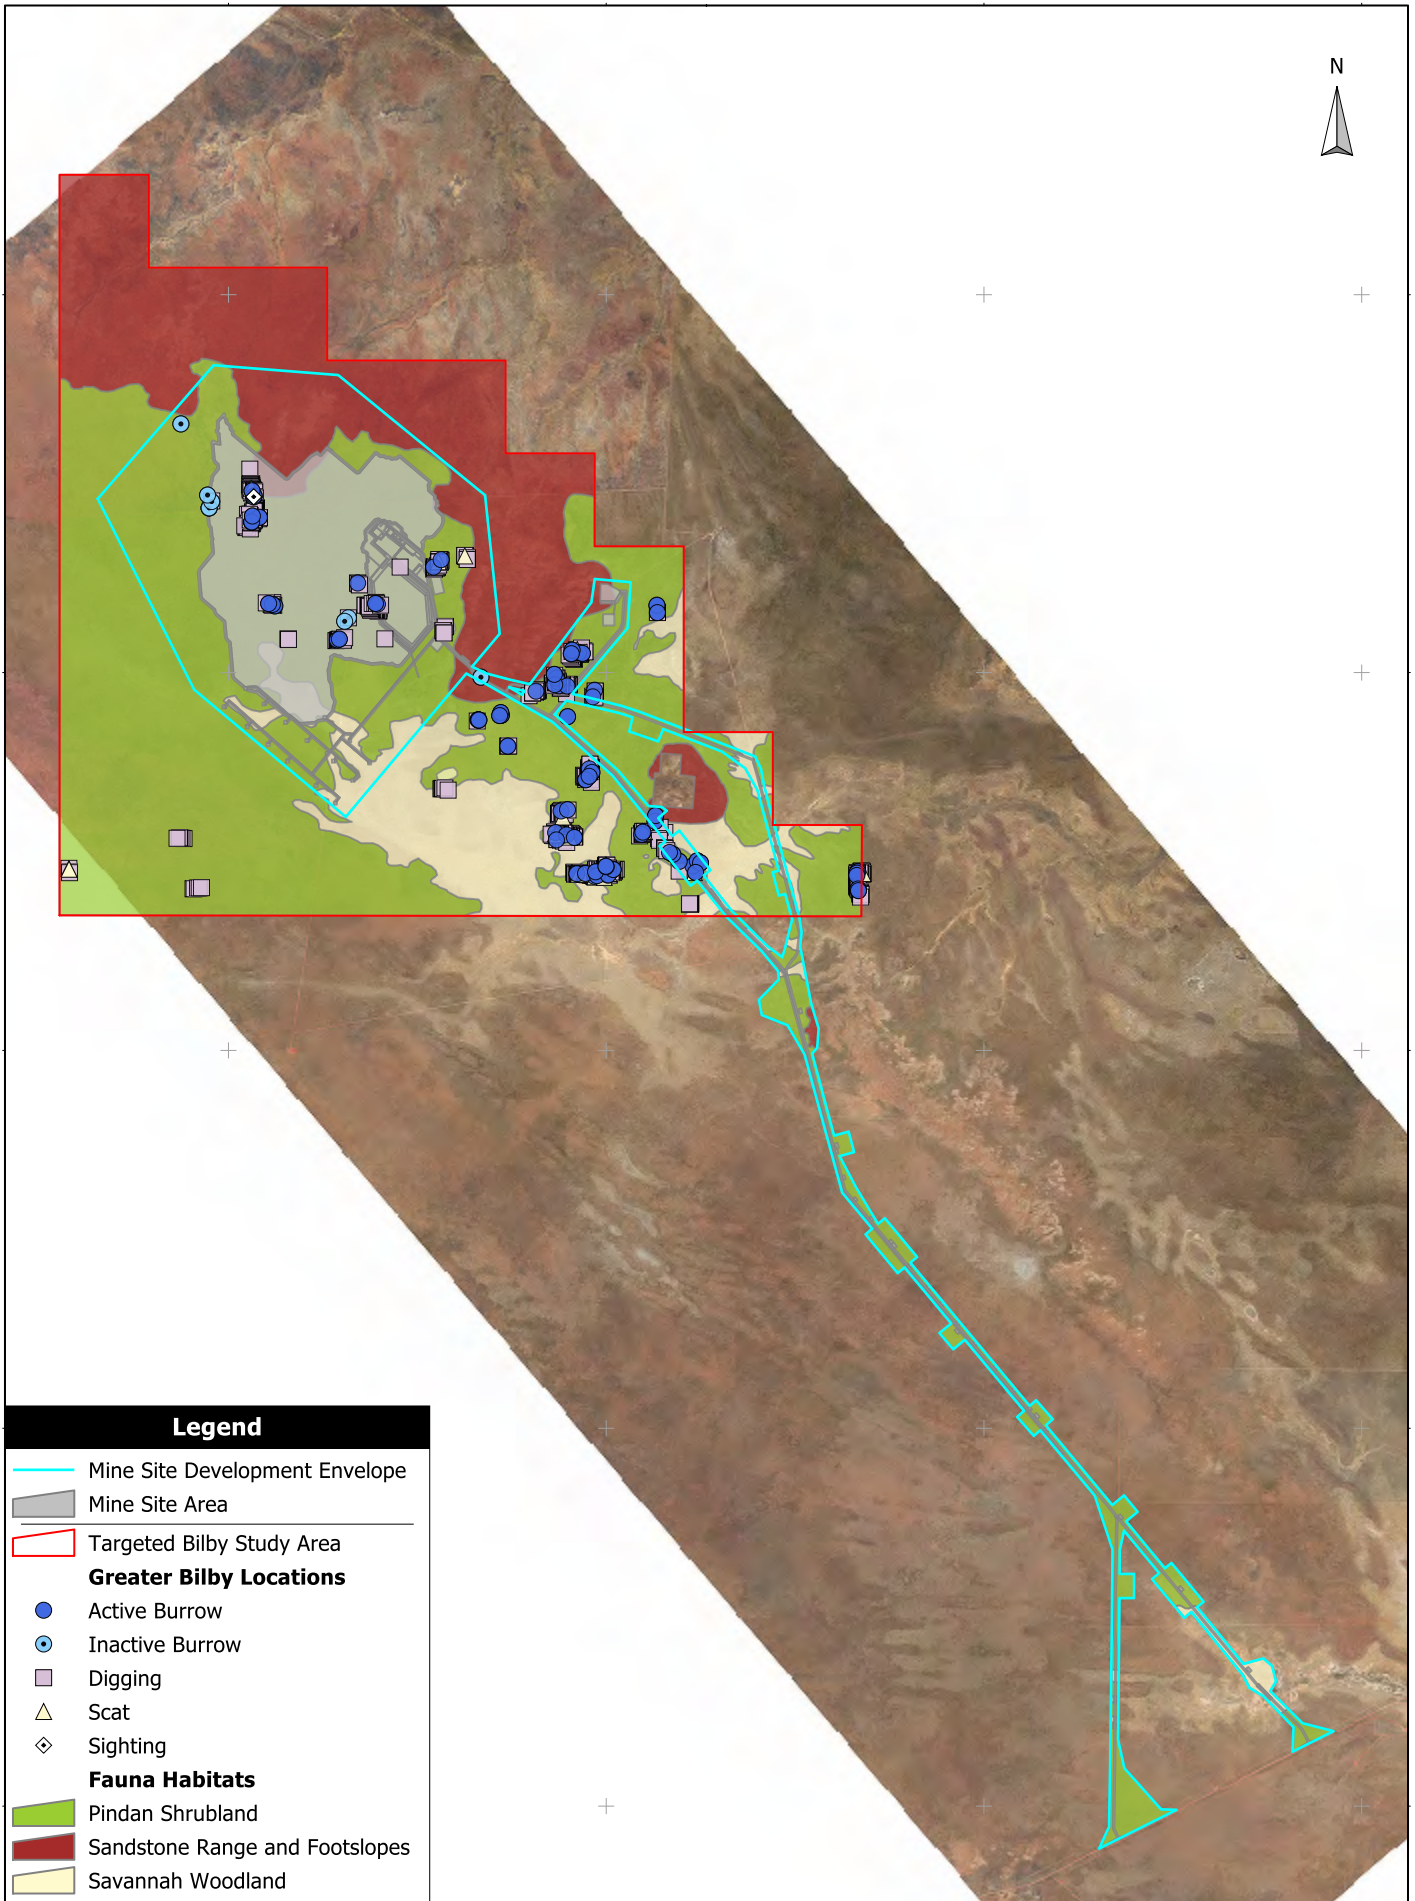 N
Legend
Mine Site Development Envelope
Mine Site Area
Targeted Bilby Study Area
Greater Bilby Locations
Active Burrow
Inactive Burrow
Digging
Scat
Sighting
Fauna Habitats
Pindan Shrubland
Sandstone Range and Footslopes
Savannah Woodland